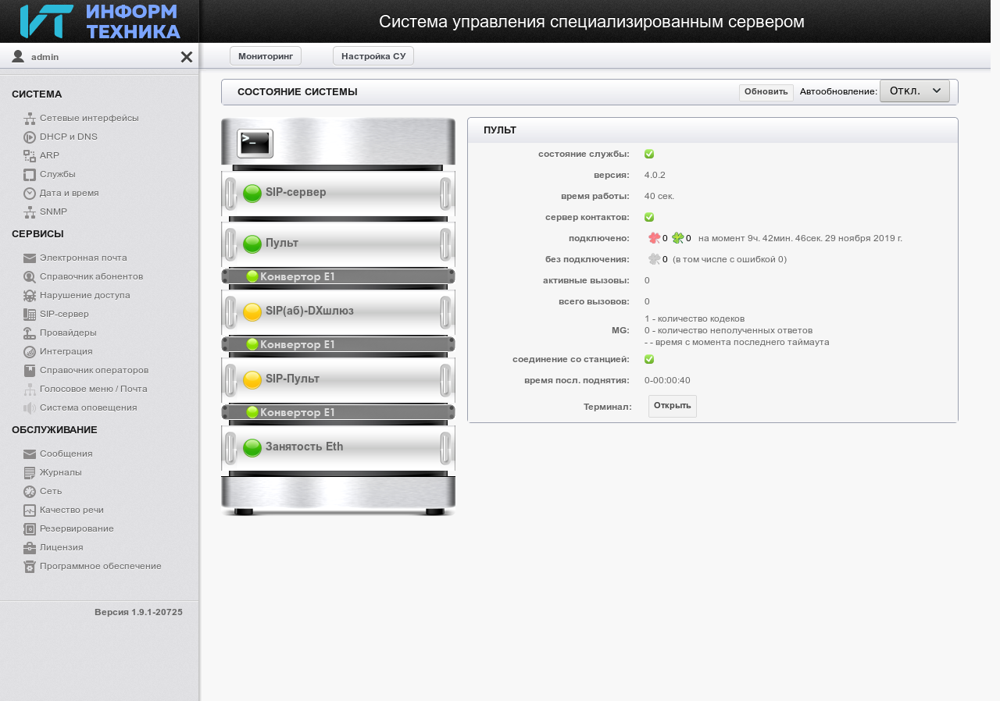 ИНФОРМ
ТЕХНИКА
Система управления специализированным сервером
admin
Мониторинг
Настройка СУ
СИСТЕМА
Сетевые интерфейсы
DHCP и DNS
ARP
Службы
Дата и время
SNMP
СЕРВИСЫ
Электронная почта
Справочник абонентов
Нарушение доступа
SIP-сервер
Провайдеры
Интеграция
Справочник операторов
Голосовое меню / Почта
Система оповещения
ОБСЛУЖИВАНИЕ
Сообщения
Журналы
Сеть
Качество речи
Резервирование
Лицензия
Программное обеспечение
Версия 1.9.1-20725
СОСТОЯНИЕ СИСТЕМЫ
Обновить
Автообновление:
Откл.
>_
SIP-сервер
Пульт
Конвертор E1
SIP(аб)-DXшлюз
Конвертор E1
SIP-Пульт
Конвертор E1
Занятость Eth
ПУЛЬТ
состояние службы:
версия: 4.0.2
время работы: 40 сек.
сервер контактов:
подключено: 0 0 на момент 9ч. 42мин. 46сек. 29 ноября 2019 г.
без подключения: 0 (в том числе с ошибкой 0)
активные вызовы: 0
всего вызовов: 0
MG:
1 - количество кодеков
0 - количество неполученных ответов
- - время с момента последнего таймаута
соединение со станцией:
время посл. поднятия: 0-00:00:40
Терминал: Открыть